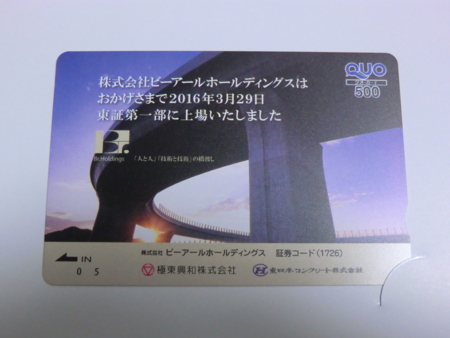 株式会社ビーアールホールディングスは
おかげさまで2016年3月29日
東証第一部に上場いたしました
QUO
500
Br.
Br.Holdings
「人と人」「技術と技術」の橋渡し
株式会社 ビーアールホールディングス 証券コード(1726)
IN
0 5
極東興和株式会社
東日本コンクリート株式会社